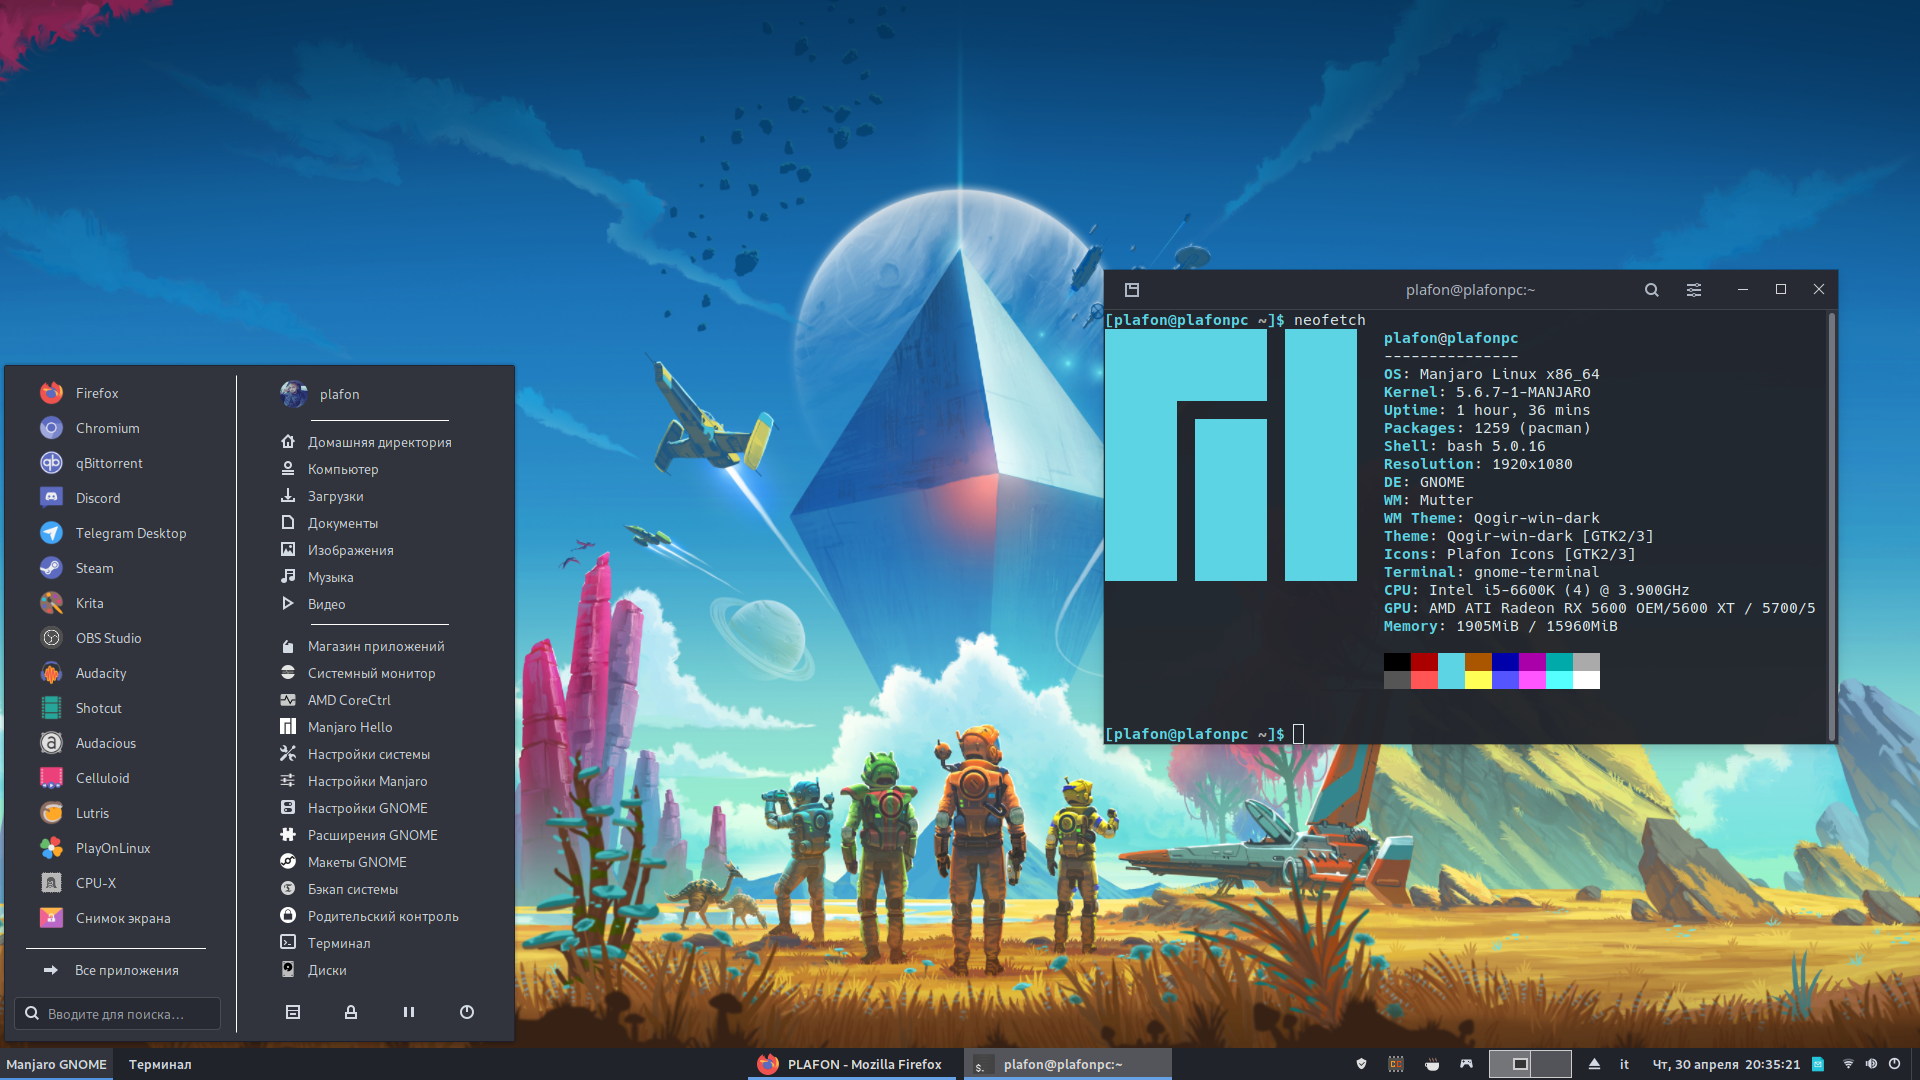 plafon@plafonpc:~
[plafon@plafonpc ~]$ neofetch
plafon@plafonpc
---------------
OS: Manjaro Linux x86_64
Kernel: 5.6.7-1-MANJARO
Uptime: 1 hour, 36 mins
Packages: 1259 (pacman)
Shell: bash 5.0.16
Resolution: 1920x1080
DE: GNOME
WM: Mutter
WM Theme: Qogir-win-dark
Theme: Qogir-win-dark [GTK2/3]
Icons: Plafon Icons [GTK2/3]
Terminal: gnome-terminal
CPU: Intel i5-6600K (4) @ 3.900GHz
GPU: AMD ATI Radeon RX 5600 OEM/5600 XT / 5700/5
Memory: 1905MiB / 15960MiB
[plafon@plafonpc ~]$
Firefox
Chromium
qBittorrent
Discord
Telegram Desktop
Steam
Krita
OBS Studio
Audacity
Shotcut
Audacious
Celluloid
Lutris
PlayOnLinux
CPU-X
Снимок экрана
Все приложения
Вводите для поиска...
plafon
Домашняя директория
Компьютер
Загрузки
Документы
Изображения
Музыка
Видео
Магазин приложений
Системный монитор
AMD CoreCtrl
Manjaro Hello
Настройки системы
Настройки Manjaro
Настройки GNOME
Расширения GNOME
Макеты GNOME
Бэкап системы
Родительский контроль
Терминал
Диски
Manjaro GNOME
Терминал
PLAFON - Mozilla Firefox
plafon@plafonpc:~
it
Чт, 30 апреля 20:35:21